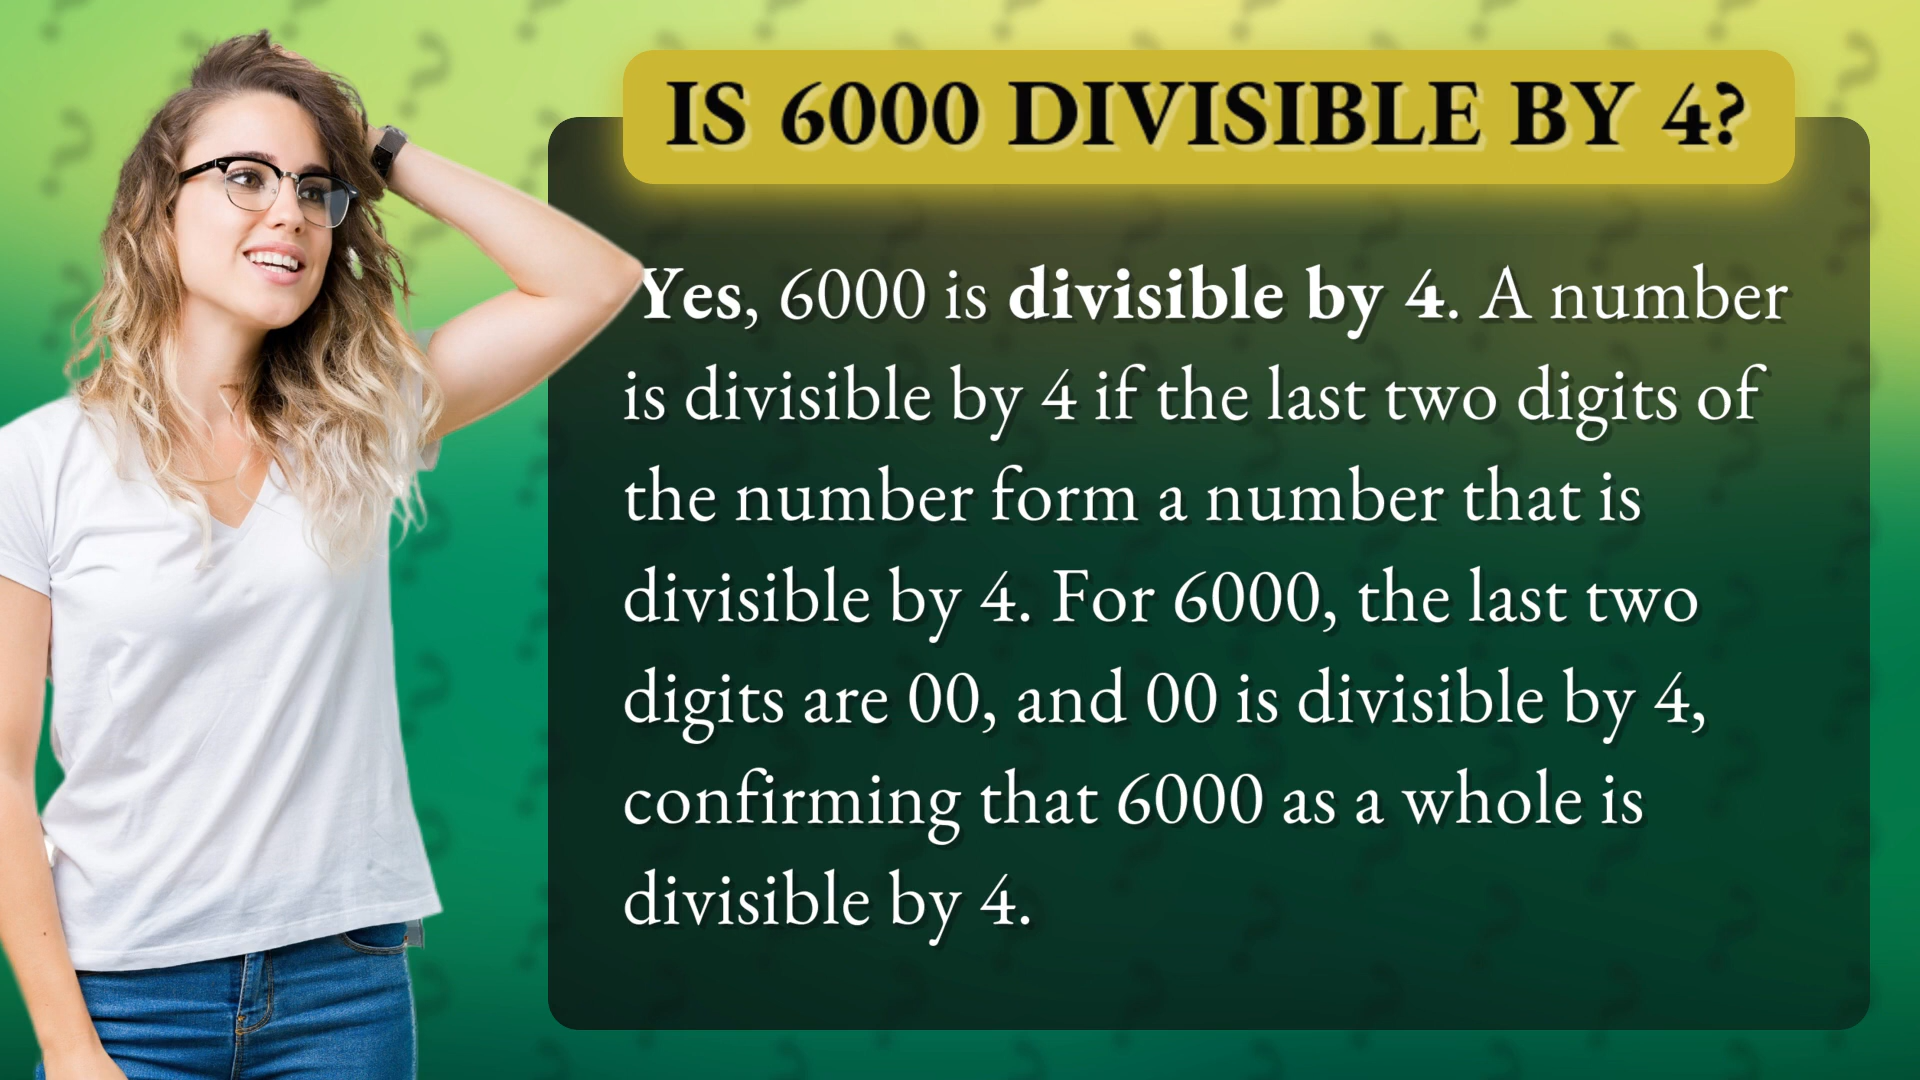 IS 6000 DIVISIBLE BY 4?
Yes, 6000 is divisible by 4. A number
is divisible by 4 if the last two digits of
the number form a number that is
divisible by 4. For 6000, the last two
digits are 00, and 00 is divisible by 4,
confirming that 6000 as a whole is
divisible by 4.